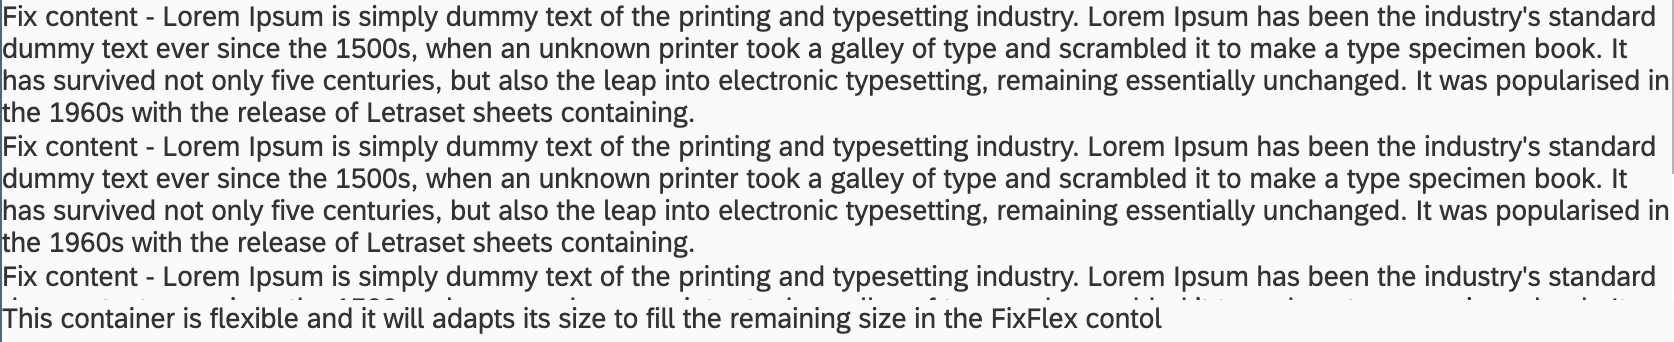 Fix content - Lorem Ipsum is simply dummy text of the printing and typesetting industry. Lorem Ipsum has been the industry's standard
dummy text ever since the 1500s, when an unknown printer took a galley of type and scrambled it to make a type specimen book. It
has survived not only five centuries, but also the leap into electronic typesetting, remaining essentially unchanged. It was popularised in
the 1960s with the release of Letraset sheets containing.
Fix content - Lorem Ipsum is simply dummy text of the printing and typesetting industry. Lorem Ipsum has been the industry's standard
dummy text ever since the 1500s, when an unknown printer took a galley of type and scrambled it to make a type specimen book. It
has survived not only five centuries, but also the leap into electronic typesetting, remaining essentially unchanged. It was popularised in
the 1960s with the release of Letraset sheets containing.
Fix content - Lorem Ipsum is simply dummy text of the printing and typesetting industry. Lorem Ipsum has been the industry's standard
This container is flexible and it will adapts its size to fill the remaining size in the FixFlex contol